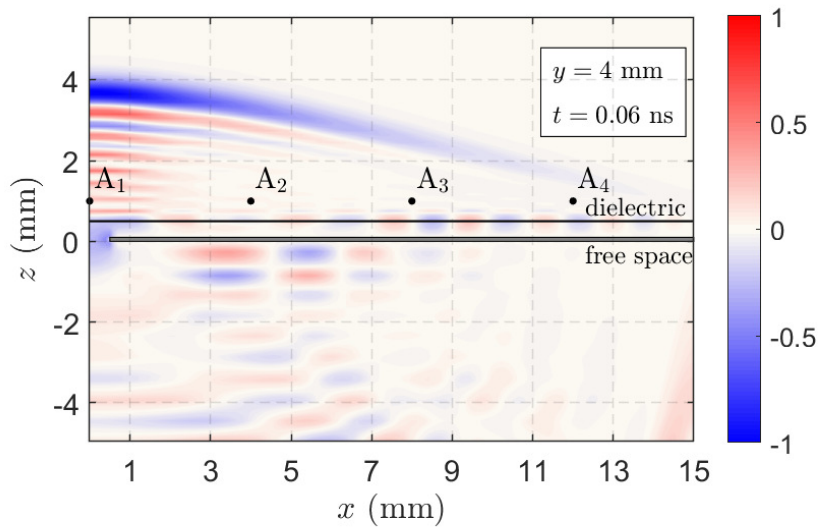 y = 4 mm
t = 0.06 ns
A1 A2 A3 A4
dielectric
free space
z (mm)
4
2
0
-2
-4
1 3 5 7 9 11 13 15
x (mm)
1
0.5
0
-0.5
-1